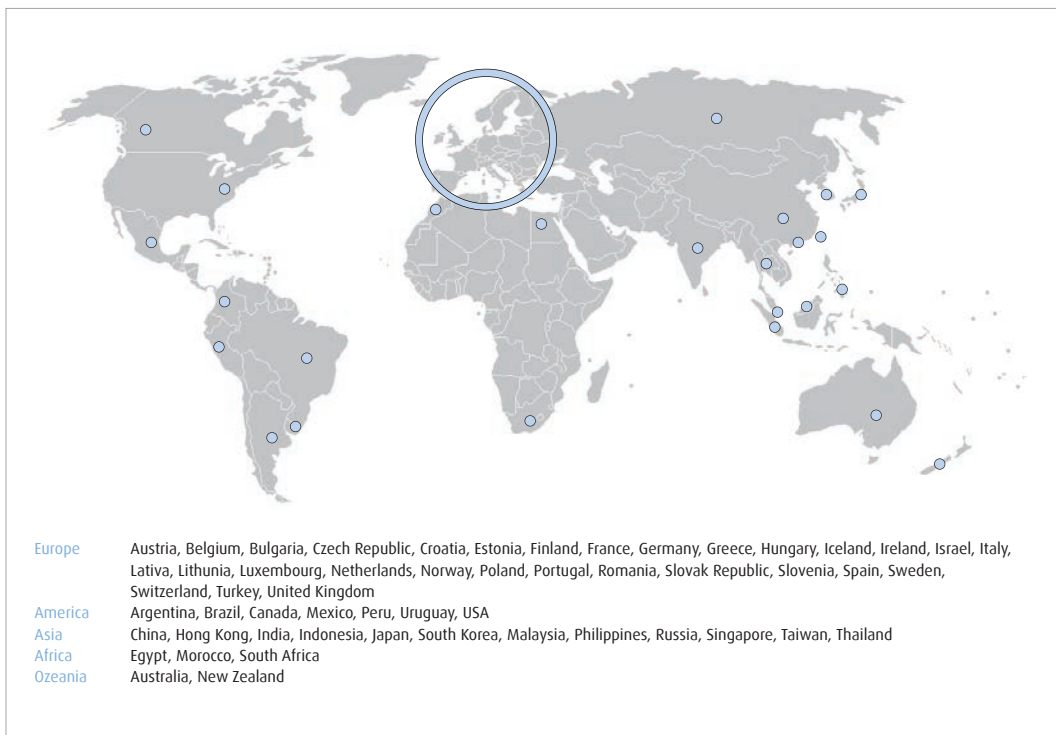 Europe Austria, Belgium, Bulgaria, Czech Republic, Croatia, Estonia, Finland, France, Germany, Greece, Hungary, Iceland, Ireland, Israel, Italy,
Lativa, Lithunia, Luxembourg, Netherlands, Norway, Poland, Portugal, Romania, Slovak Republic, Slovenia, Spain, Sweden,
Switzerland, Turkey, United Kingdom
America Argentina, Brazil, Canada, Mexico, Peru, Uruguay, USA
Asia China, Hong Kong, India, Indonesia, Japan, South Korea, Malaysia, Philippines, Russia, Singapore, Taiwan, Thailand
Africa Egypt, Morocco, South Africa
Ozeania Australia, New Zealand